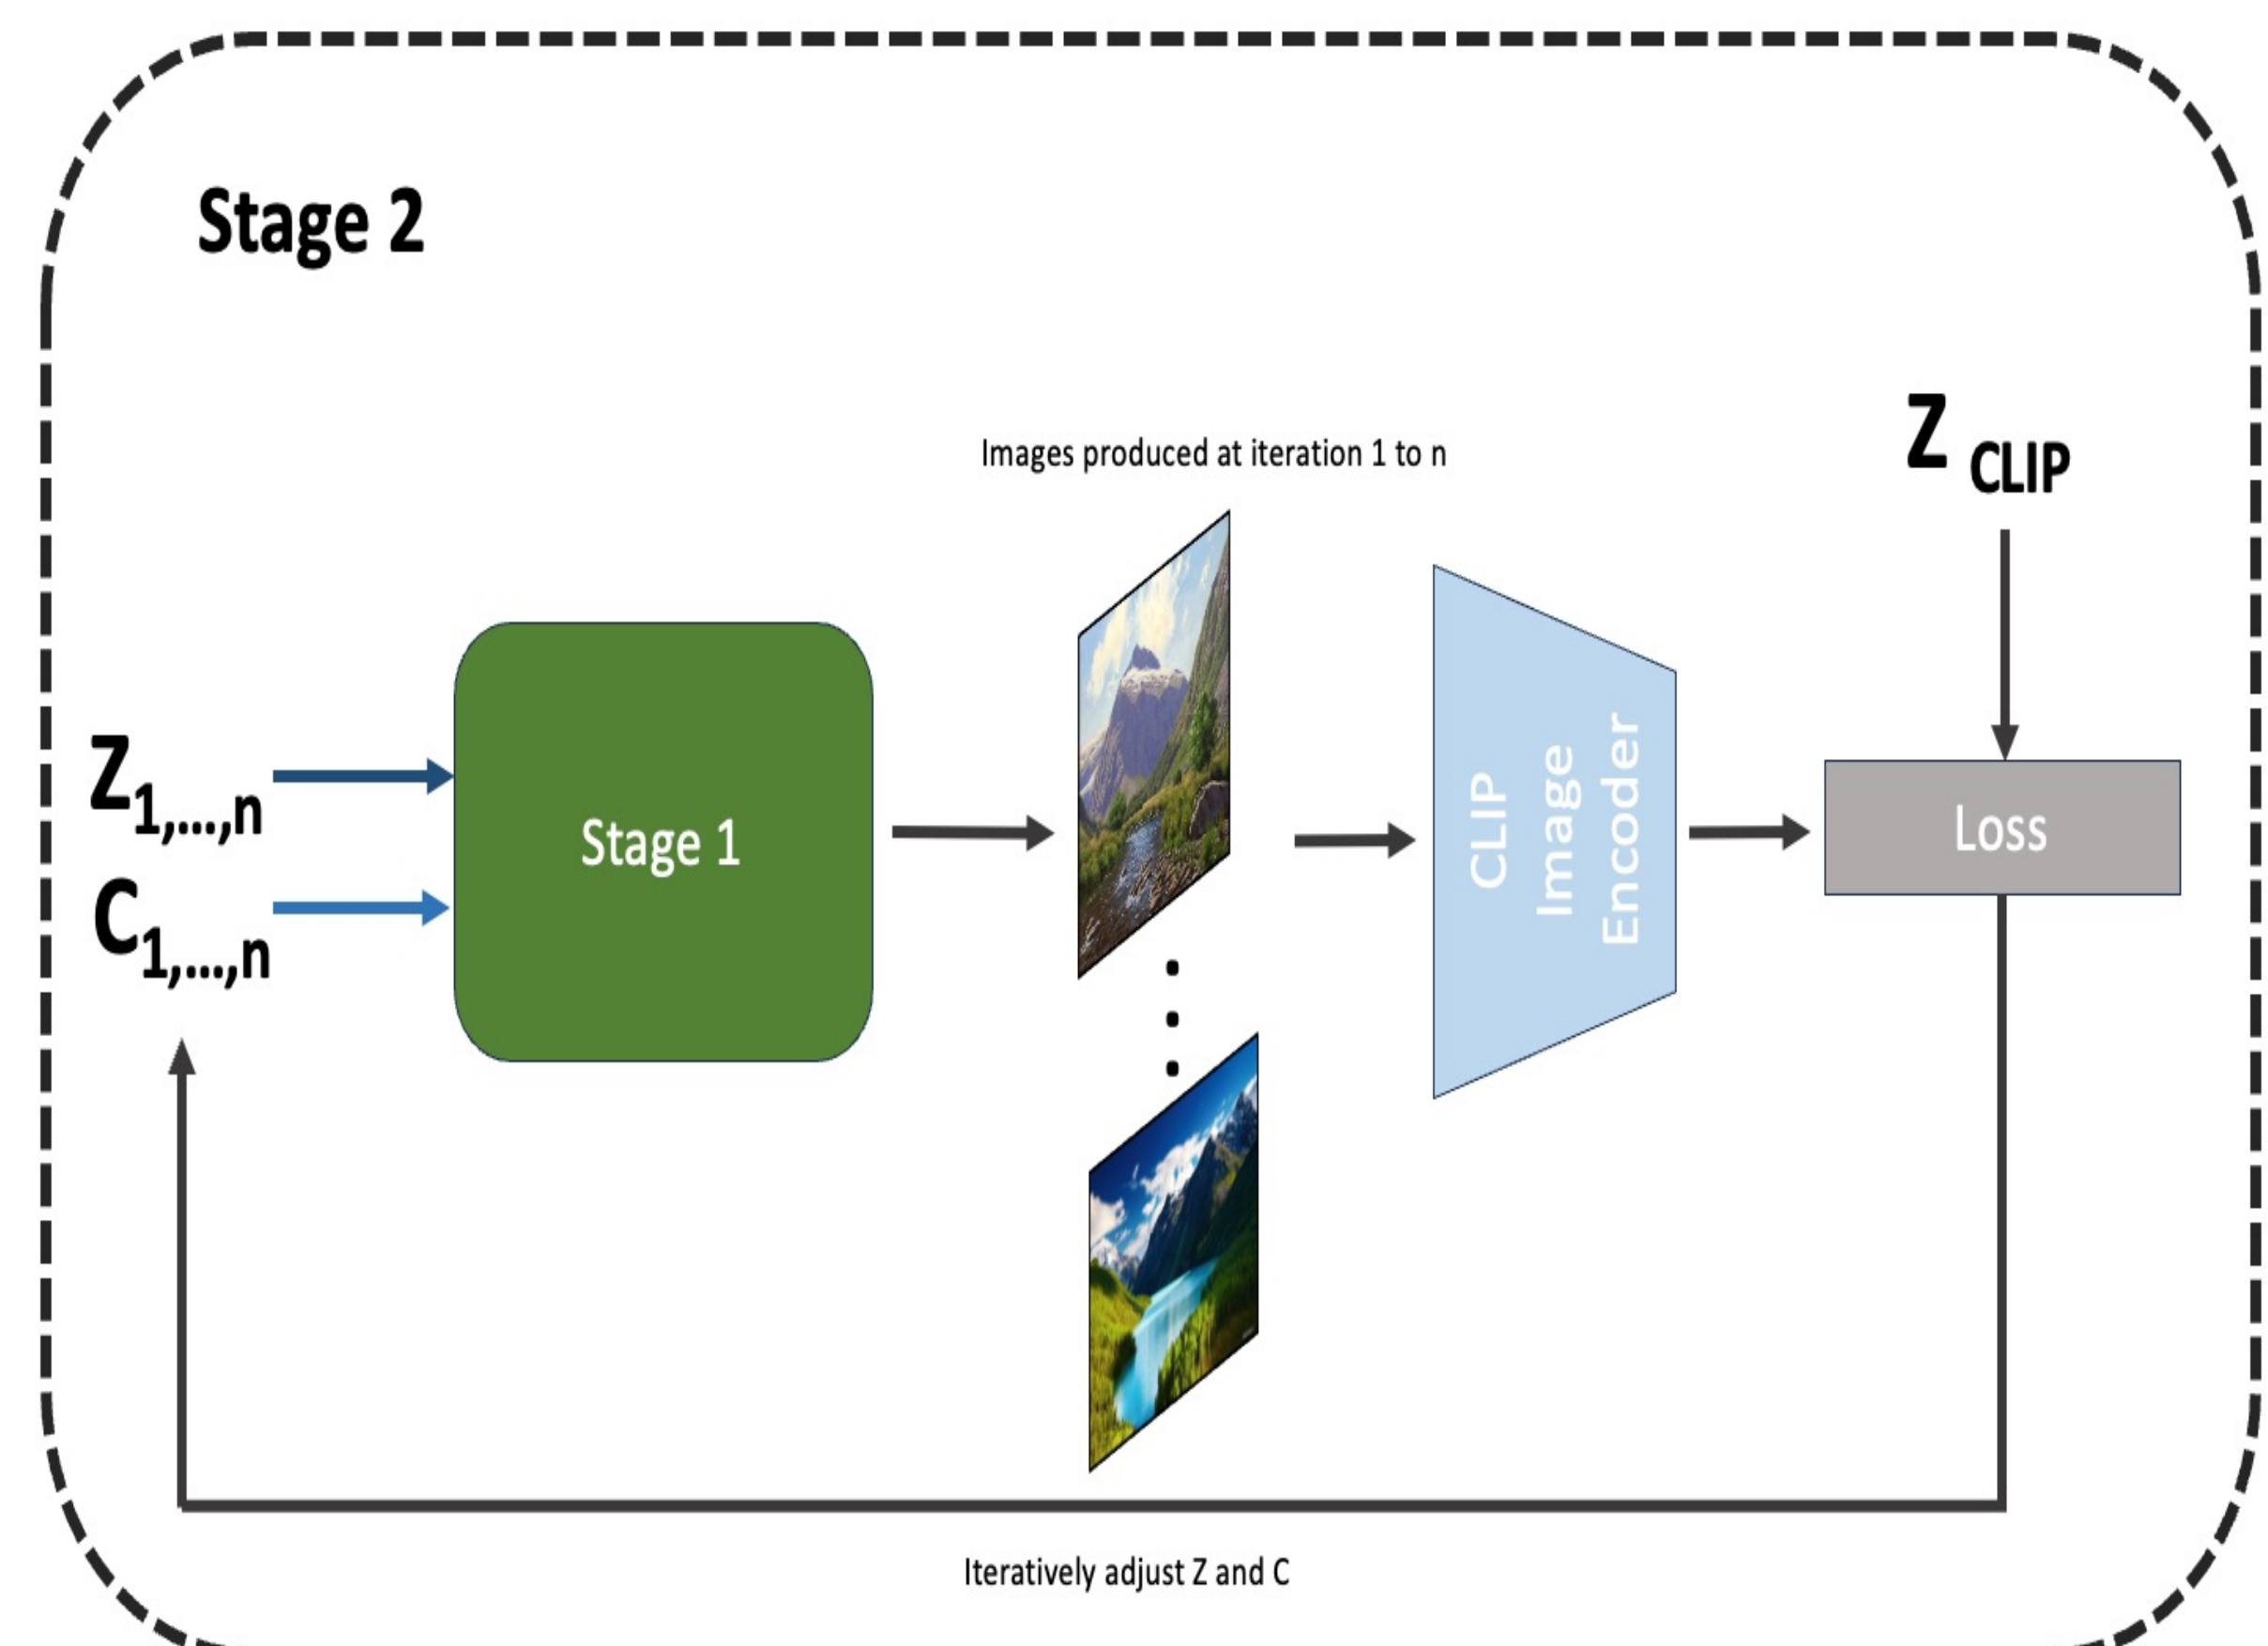 Stage 2
Images produced at iteration 1 to n
Z CLIP
Z1,...,n
C1,...,n
Stage 1
CLIP
Image
Encoder
Loss
Iteratively adjust Z and C